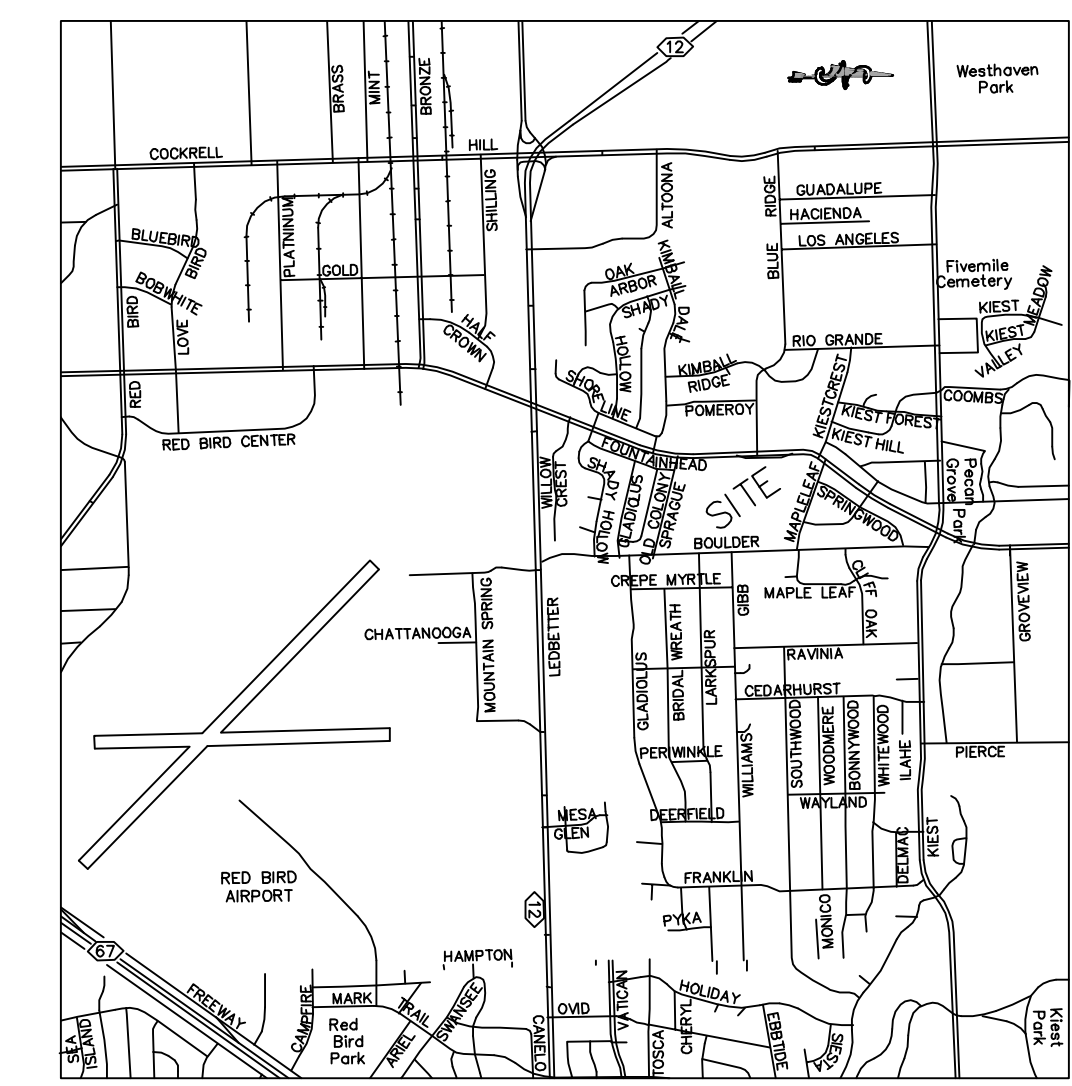 12
Westhaven
Park
BRASS
MINT
BRONZE
COCKRELL
HILL
SHILLING
ALTOONA
RIDGE
BLUE
GUADALUPE
HACIENDA
LOS ANGELES
PLATNINUM
BLUEBIRD
BIRD
LOVE
GOLD
BOBWHITE
BIRD
RED
KIMBALL
DALE
OAK
ARBOR
SHADY
HOLLOW
Fivemile
Cemetery
KIEST
MEADOW
KIEST
VALLEY
HALF
CROWN
RIO GRANDE
KIMBALL
RIDGE
SHORELINE
POMEROY
KIESTCREST
COOMBS
KIEST FOREST
KIEST HILL
RED BIRD CENTER
FOUNTAINHEAD
WILLOW
CREST
SHADY HOLLOW
GLADIOLUS
OLD COLONY
SPRAGUE
SITE
MAPLELEAF
SPRINGWOOD
Pecan
Grove Park
BOULDER
CREPE MYRTLE
GIBB
MAPLE LEAF
CLIFF OAK
GROVEVIEW
CHATTANOOGA
MOUNTAIN SPRING
LEDBETTER
WREATH
BRIDAL
LARKSPUR
GLADIOLUS
RAVINIA
CEDARHURST
SOUTHWOOD
WOODMERE
BONNYWOOD
WHITEWOOD
ILAHE
PERIWINKLE
WILLIAMS
PIERCE
WAYLAND
MESA
GLEN
DEERFIELD
KIEST
DELMAC
RED BIRD
AIRPORT
FRANKLIN
12
PYKA
MONICO
67
HAMPTON
FREEWAY
CAMPFIRE
MARK
TRAIL
SWANSEE
OVID
VATICAN
HOLIDAY
CHERYL
Red
Bird
Park
ARIEL
CANELO
TOSCA
EBBTIDE
SIESTA
SEA
ISLAND
Kiest
Park